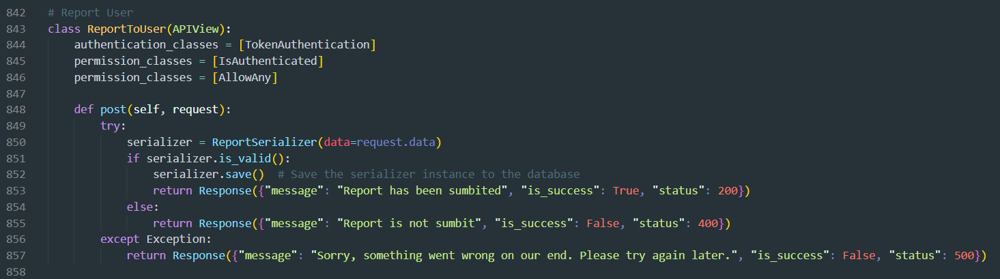 842 # Report User
843 class ReportToUser(APIView):
844     authentication_classes = [TokenAuthentication]
845     permission_classes = [IsAuthenticated]
846     permission_classes = [AllowAny]
847
848     def post(self, request):
849         try:
850             serializer = ReportSerializer(data=request.data)
851             if serializer.is_valid():
852                 serializer.save()  # Save the serializer instance to the database
853                 return Response({"message": "Report has been sumbited", "is_success": True, "status": 200})
854             else:
855                 return Response({"message": "Report is not sumbit", "is_success": False, "status": 400})
856         except Exception:
857             return Response({"message": "Sorry, something went wrong on our end. Please try again later.", "is_success": False, "status": 500})
858